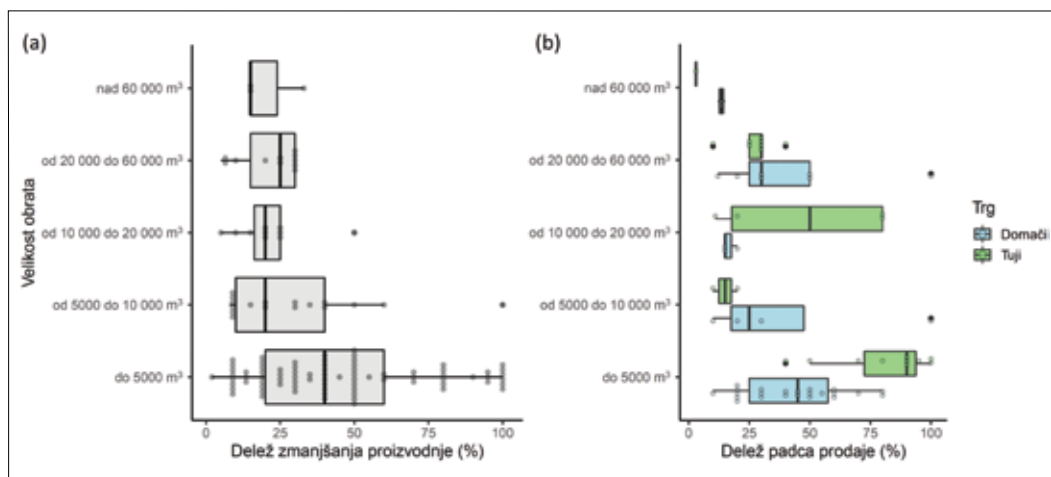 (a)
Velikost obrata
nad 60 000 m³
od 20 000 do 60 000 m³
od 10 000 do 20 000 m³
od 5000 do 10 000 m³
do 5000 m³
0 25 50 75 100
Delež zmanjšanja proizvodnje (%)
(b)
nad 60 000 m³
od 20 000 do 60 000 m³
od 10 000 do 20 000 m³
od 5000 do 10 000 m³
do 5000 m³
0 25 50 75 100
Delež padca prodaje (%)
Trg
Domači
Tuji